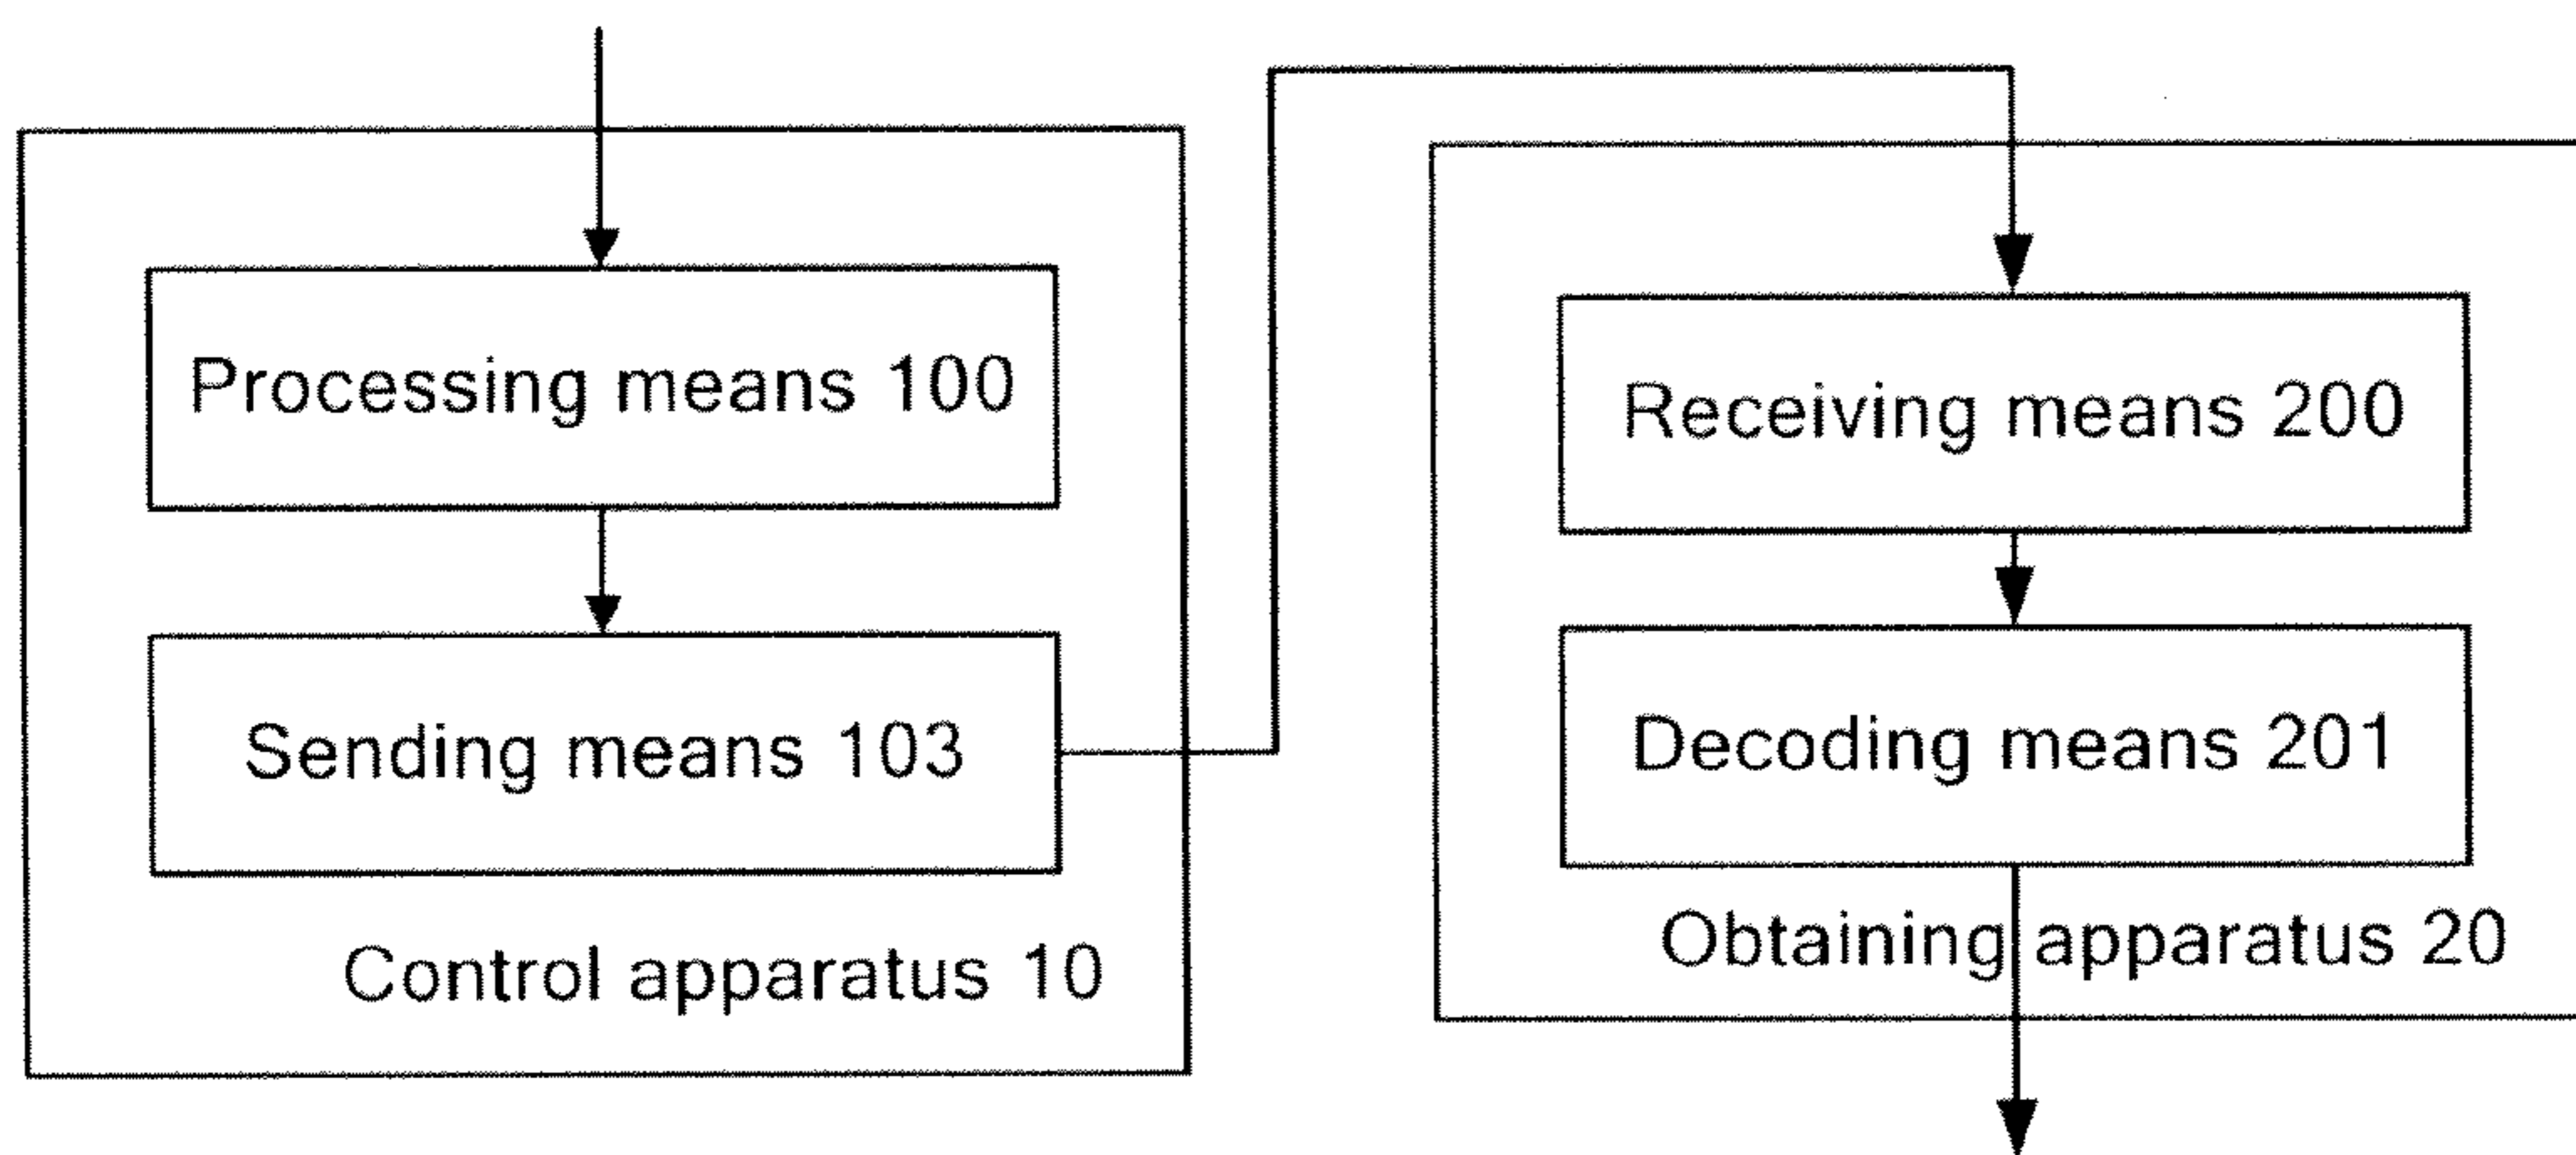 Processing means 100
Sending means 103
Control apparatus 10
Receiving means 200
Decoding means 201
Obtaining apparatus 20